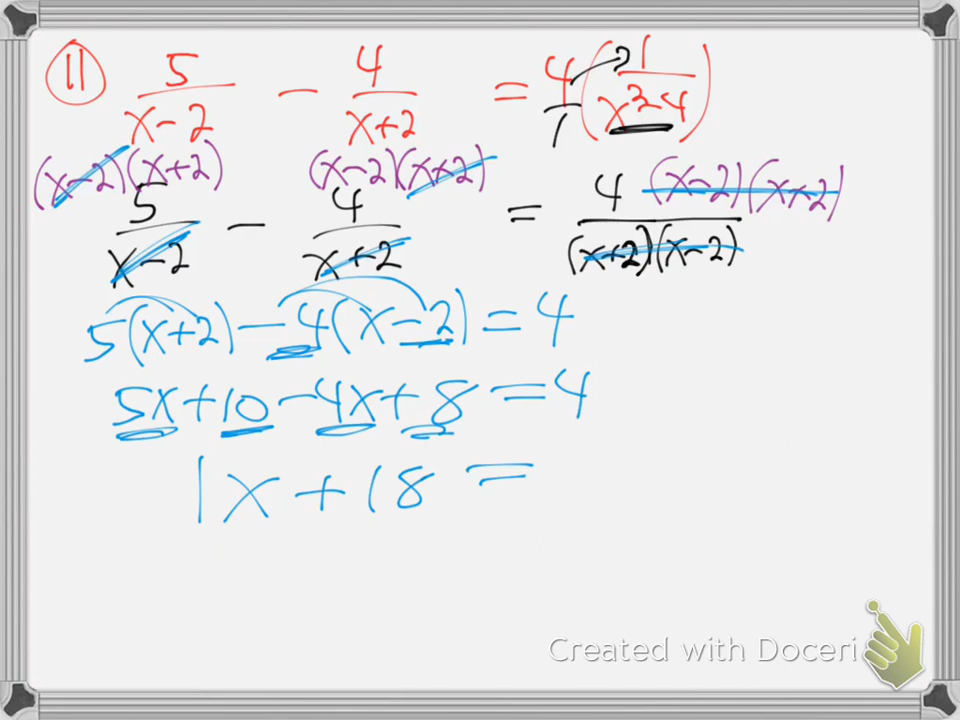 11 5/(x-2) - 4/(x+2) = 4/1 (1/(x²-4))
(x-2)(x+2) (x-2)(x+2) (x-2)(x+2)
5/(x-2) - 4/(x+2) = 4/((x+2)(x-2))
5(x+2) - 4(x-2) = 4
5x+10-4x+8=4
1x+18=
Created with Doceri